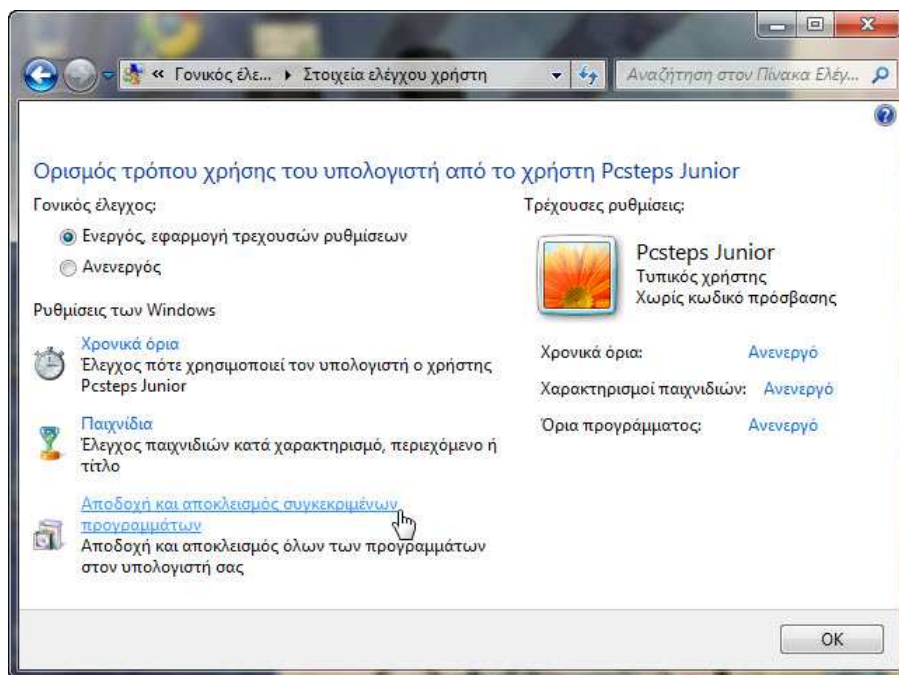 « Γονικός έλε... ▸ Στοιχεία ελέγχου χρήστη
Αναζήτηση στον Πίνακα Ελέγ...
Ορισμός τρόπου χρήσης του υπολογιστή από το χρήστη Pcsteps Junior
Γονικός έλεγχος:
Ενεργός, εφαρμογή τρεχουσών ρυθμίσεων
Ανενεργός
Ρυθμίσεις των Windows
Χρονικά όρια
Έλεγχος πότε χρησιμοποιεί τον υπολογιστή ο χρήστης
Pcsteps Junior
Παιχνίδια
Έλεγχος παιχνιδιών κατά χαρακτηρισμό, περιεχόμενο ή
τίτλο
Αποδοχή και αποκλεισμός συγκεκριμένων
προγραμμάτων
Αποδοχή και αποκλεισμός όλων των προγραμμάτων
στον υπολογιστή σας
Τρέχουσες ρυθμίσεις:
Pcsteps Junior
Τυπικός χρήστης
Χωρίς κωδικό πρόσβασης
Χρονικά όρια: Ανενεργό
Χαρακτηρισμοί παιχνιδιών: Ανενεργό
Όρια προγράμματος: Ανενεργό
OK